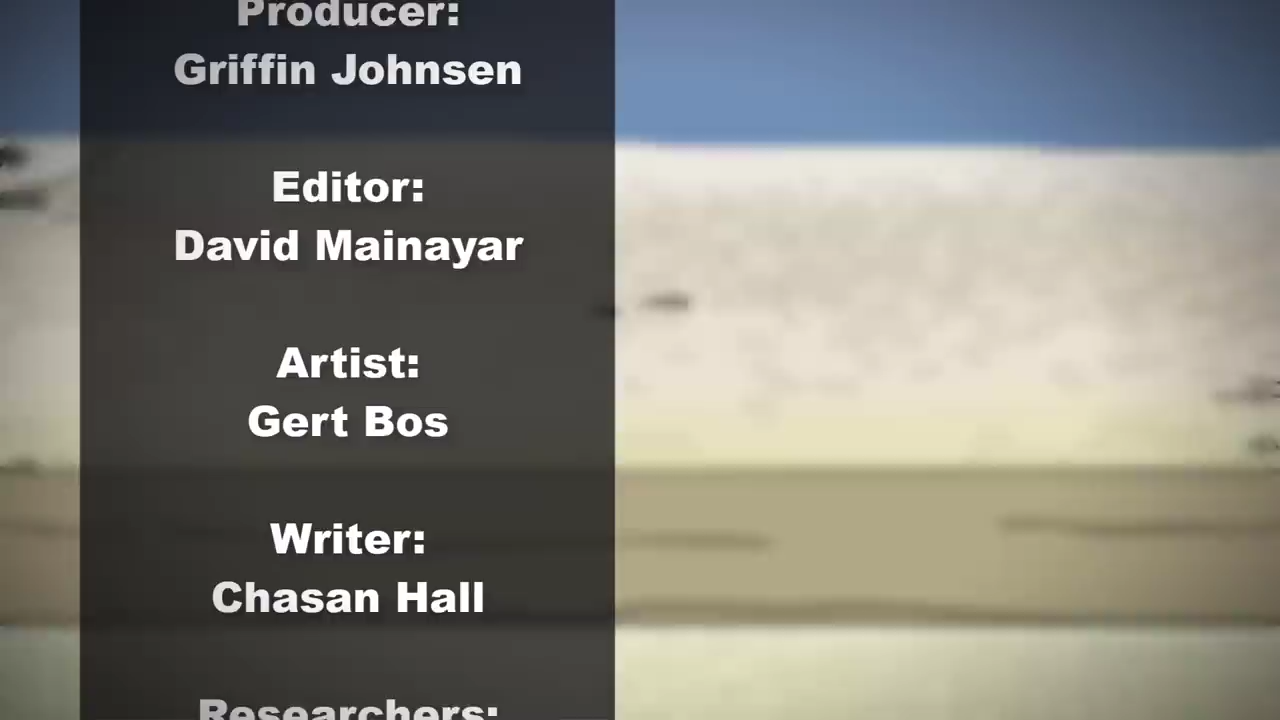 Producer:
Griffin Johnsen
Editor:
David Mainayar
Artist:
Gert Bos
Writer:
Chasan Hall
Researchers: